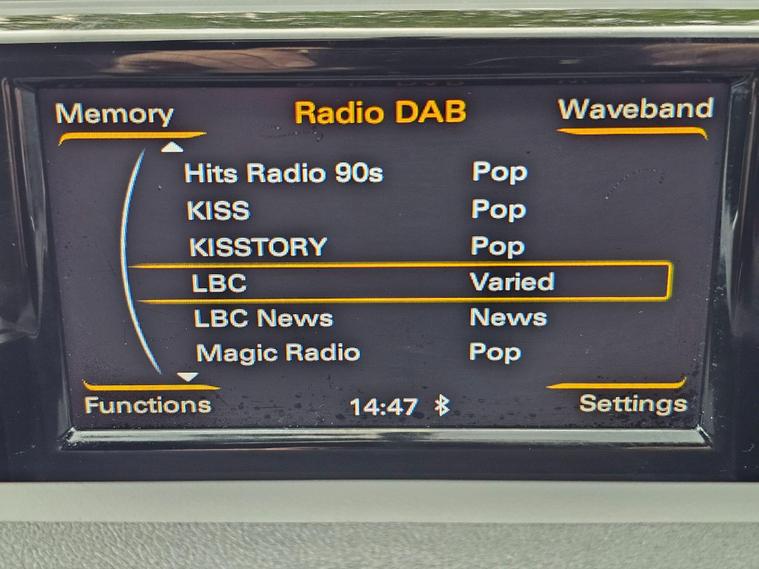 Memory Radio DAB Waveband
Hits Radio 90s Pop
KISS Pop
KISSTORY Pop
LBC Varied
LBC News News
Magic Radio Pop
Functions 14:47 Settings